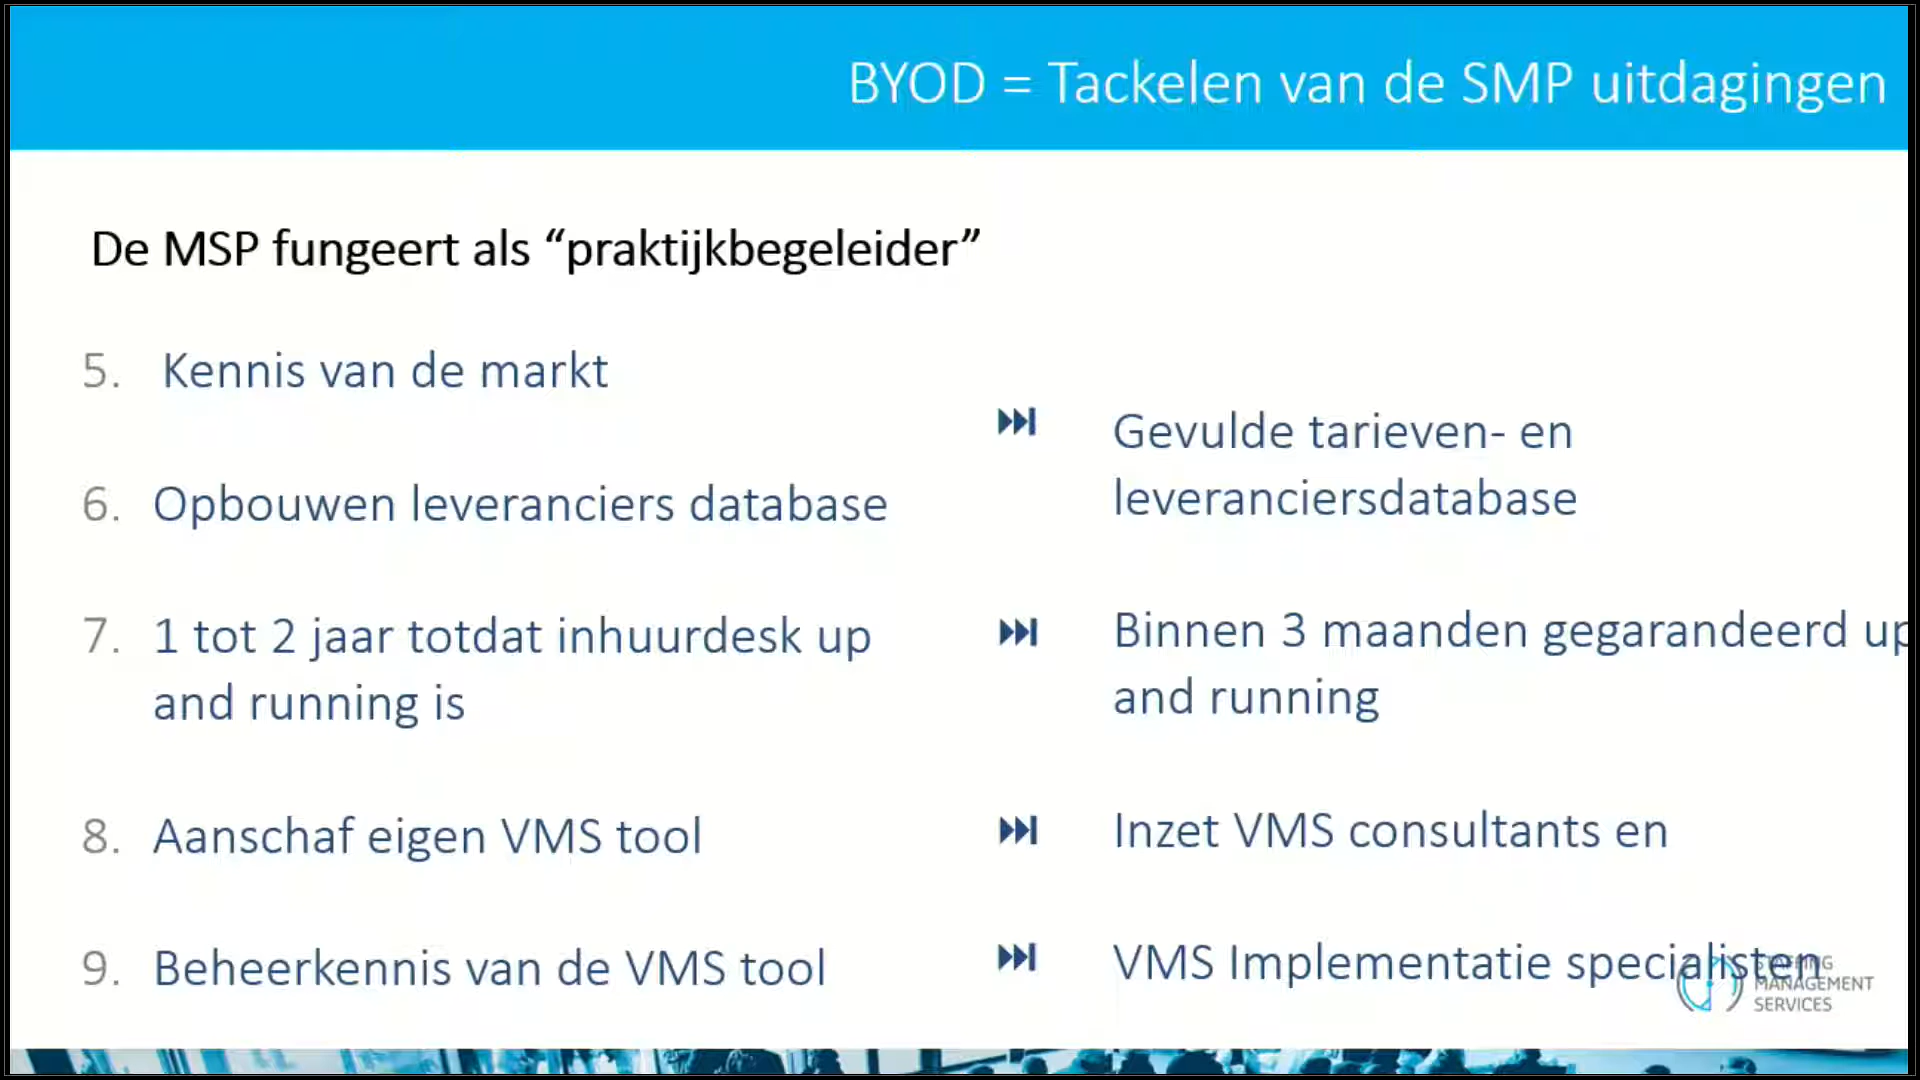 BYOD = Tackelen van de SMP uitdagingen
De MSP fungeert als “praktijkbegeleider”
5. Kennis van de markt
6. Opbouwen leveranciers database
7. 1 tot 2 jaar totdat inhuurdesk up
and running is
8. Aanschaf eigen VMS tool
9. Beheerkennis van de VMS tool
Gevulde tarieven- en
leveranciersdatabase
Binnen 3 maanden gegarandeerd up
and running
Inzet VMS consultants en
VMS Implementatie specialisten
STAFFING
MANAGEMENT
SERVICES